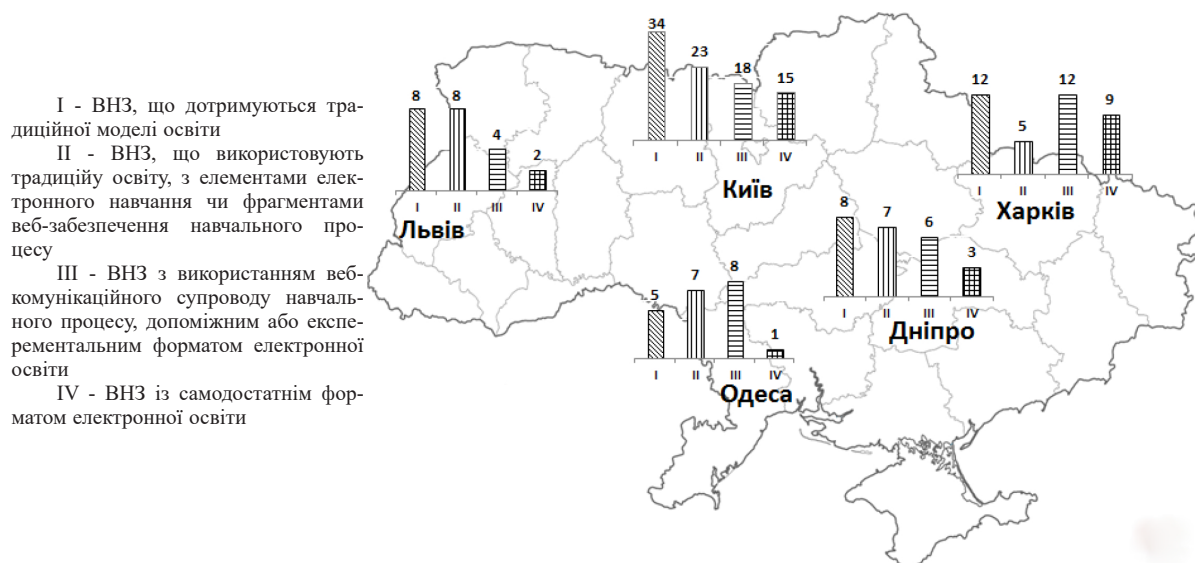 I - ВНЗ, що дотримуються тра-
диційної моделі освіти
II - ВНЗ, що використовують
традиційу освіту, з елементами елек-
тронного навчання чи фрагментами
веб-забезпечення навчального про-
цесу
III - ВНЗ з використанням веб-
комунікаційного супроводу навчаль-
ного процесу, допоміжним або експе-
рементальним форматом електронної
освіти
IV - ВНЗ із самодостатнім фор-
матом електронної освіти
8 8 4 2
I II III IV
Львів
34 23 18 15
I II III IV
Київ
12 5 12 9
I II III IV
Харків
8 7 6 3
I II III IV
Дніпро
5 7 8 1
I II III IV
Одеса